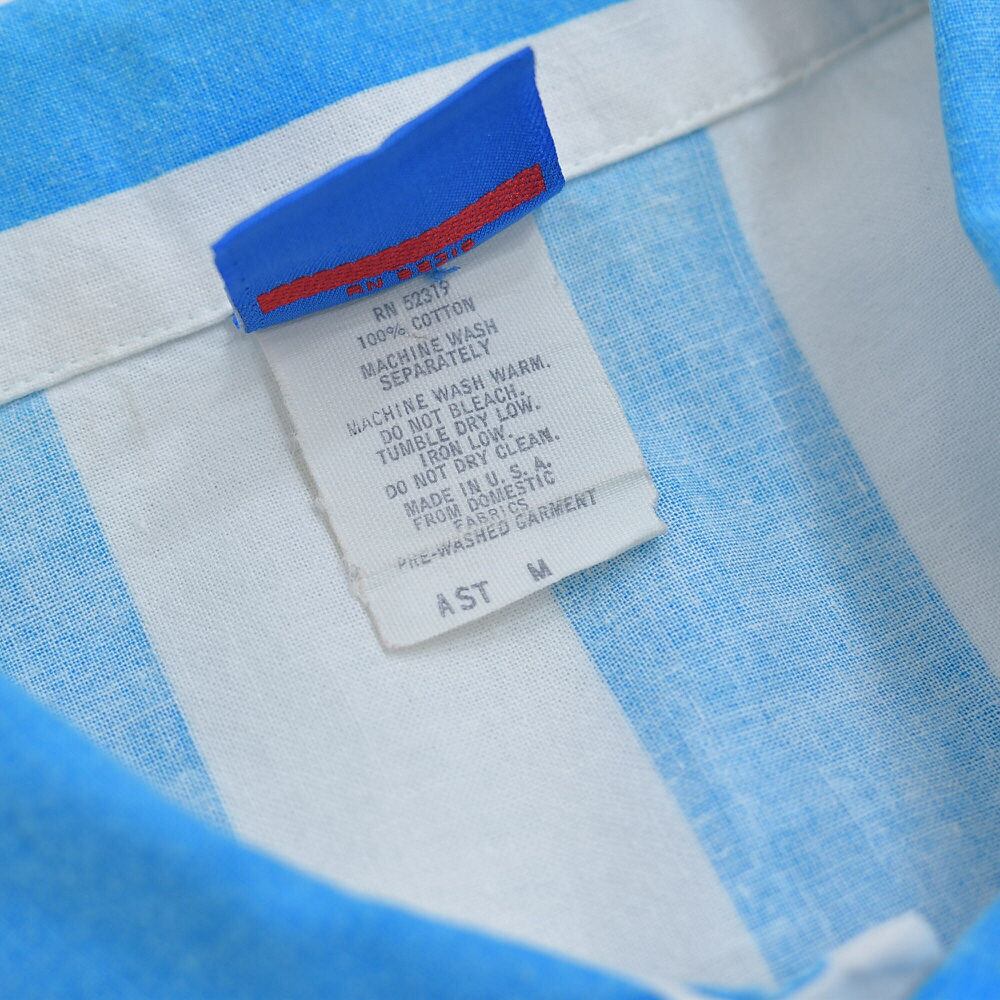 RN 52319
100% COTTON
MACHINE WASH
SEPARATELY
MACHINE WASH WARM.
DO NOT BLEACH.
TUMBLE DRY LOW.
IRON LOW.
DO NOT DRY CLEAN.
MADE IN U. S. A.
FROM DOMESTIC
FABRICS
PRE-WASHED GARMENT
AST M